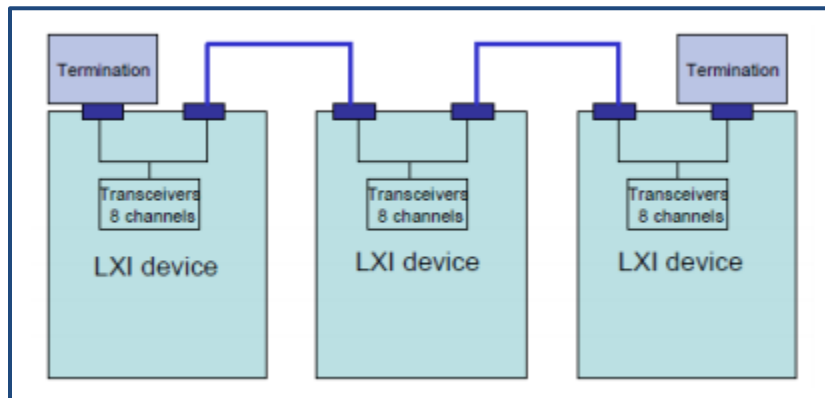 Termination
Termination
Transceivers
8 channels
Transceivers
8 channels
Transceivers
8 channels
LXI device
LXI device
LXI device